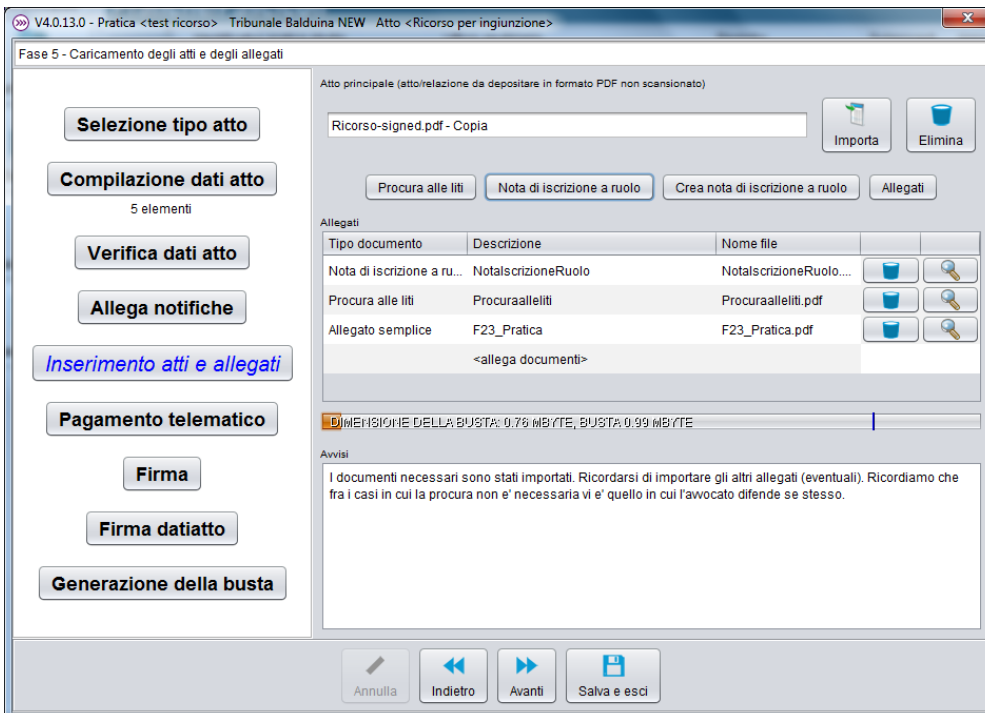 V4.0.13.0 - Pratica <test ricorso> Tribunale Balduina NEW Atto <Ricorso per ingiunzione>
Fase 5 - Caricamento degli atti e degli allegati
Selezione tipo atto
Compilazione dati atto
5 elementi
Verifica dati atto
Allega notifiche
Inserimento atti e allegati
Pagamento telematico
Firma
Firma datiatto
Generazione della busta
Atto principale (atto/relazione da depositare in formato PDF non scansionato)
Ricorso-signed.pdf - Copia
Importa
Elimina
Procura alle liti
Nota di iscrizione a ruolo
Crea nota di iscrizione a ruolo
Allegati
Allegati
Tipo documento Descrizione Nome file
Nota di iscrizione a ru... NotaIscrizioneRuolo NotaIscrizioneRuolo....
Procura alle liti Procuraalleliti Procuraalleliti.pdf
Allegato semplice F23_Pratica F23_Pratica.pdf
<allega documenti>
DIMENSIONE DELLA BUSTA: 0.76 MBYTE, BUSTA 0.99 MBYTE
Avvisi
I documenti necessari sono stati importati. Ricordarsi di importare gli altri allegati (eventuali). Ricordiamo che
fra i casi in cui la procura non e' necessaria vi e' quello in cui l'avvocato difende se stesso.
Annulla
Indietro
Avanti
Salva e esci